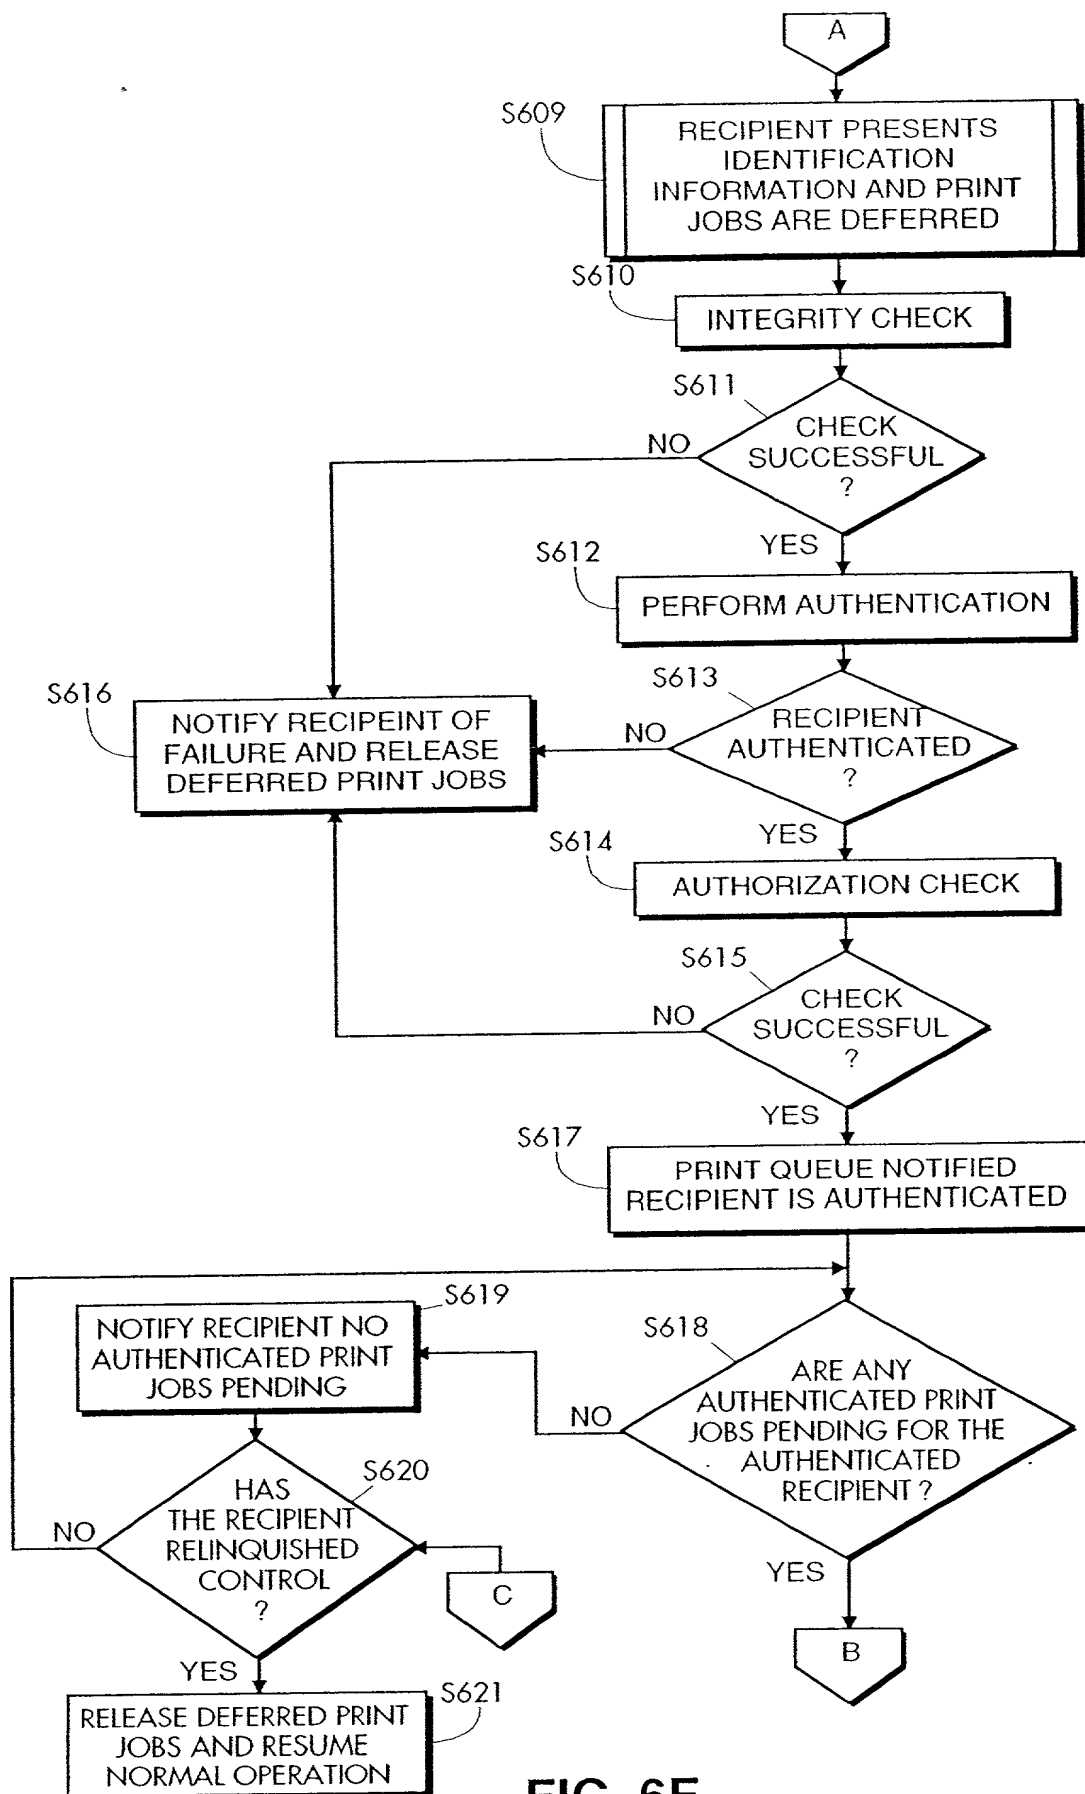 A
S609
RECIPIENT PRESENTS
IDENTIFICATION
INFORMATION AND PRINT
JOBS ARE DEFERRED
S610
INTEGRITY CHECK
S611
CHECK
SUCCESSFUL
?
NO
YES
S612
PERFORM AUTHENTICATION
S613
RECIPIENT
AUTHENTICATED
?
NO
YES
S616
NOTIFY RECIPEINT OF
FAILURE AND RELEASE
DEFERRED PRINT JOBS
S614
AUTHORIZATION CHECK
S615
CHECK
SUCCESSFUL
?
NO
YES
S617
PRINT QUEUE NOTIFIED
RECIPIENT IS AUTHENTICATED
S618
ARE ANY
AUTHENTICATED PRINT
JOBS PENDING FOR THE
AUTHENTICATED
RECIPIENT ?
NO
YES
S619
NOTIFY RECIPIENT NO
AUTHENTICATED PRINT
JOBS PENDING
S620
HAS
THE RECIPIENT
RELINQUISHED
CONTROL
?
NO
YES
C
B
S621
RELEASE DEFERRED PRINT
JOBS AND RESUME
NORMAL OPERATION